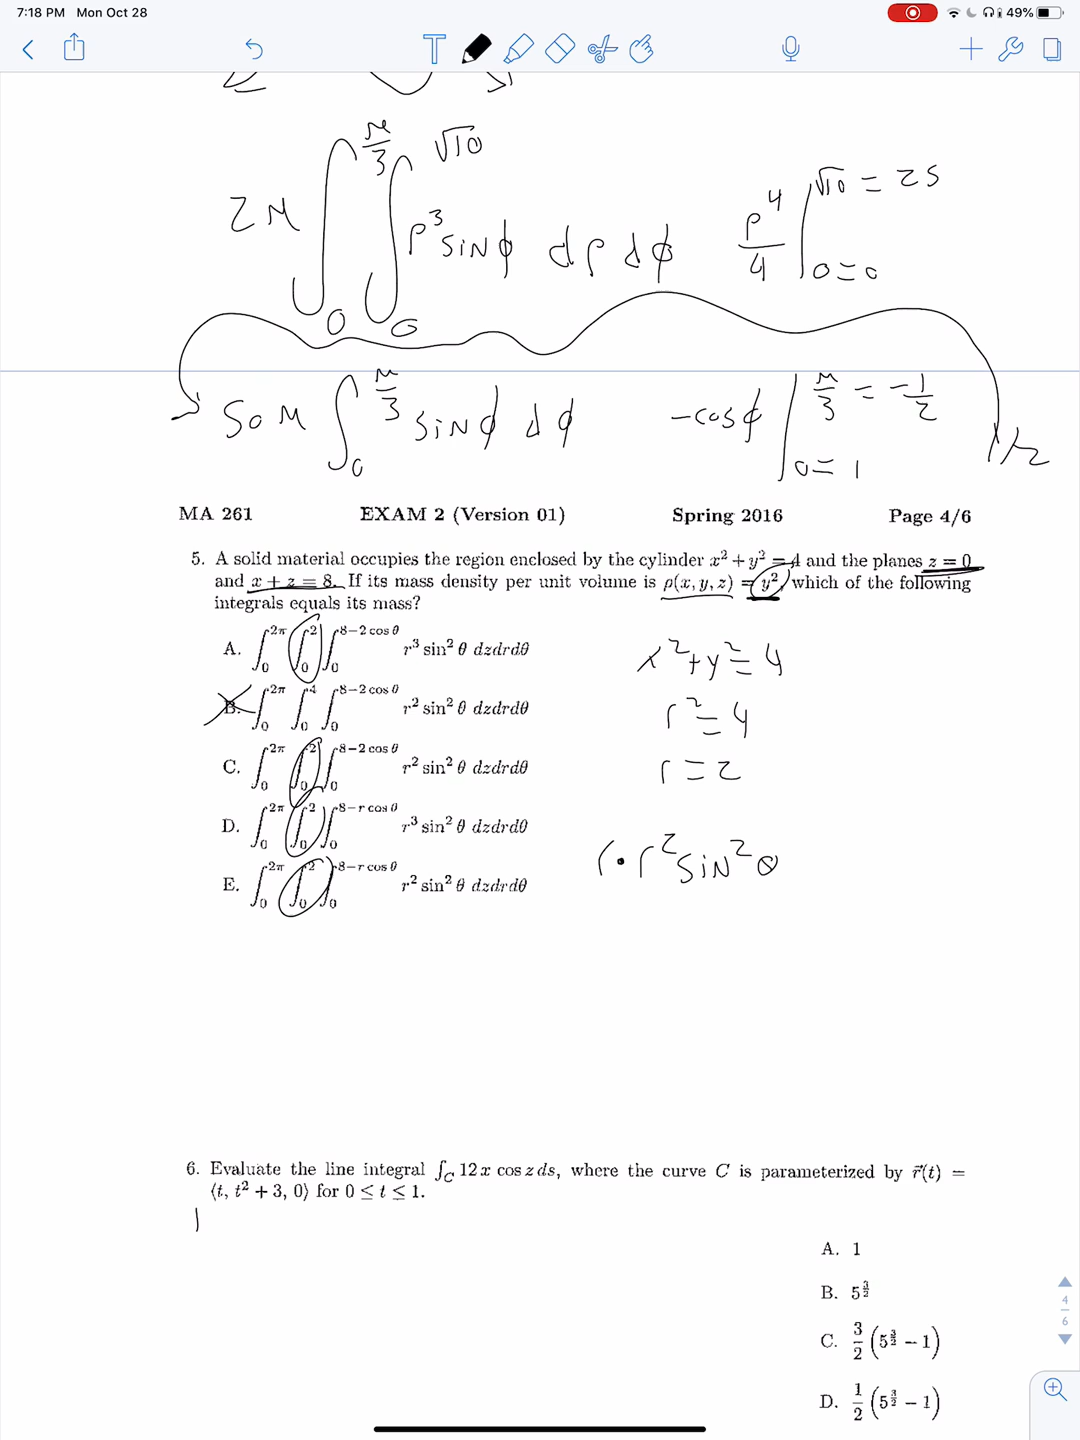 7:18 PM Mon Oct 28
49%
T
2π ∫₀^{π/3} ∫₀^{√10} ρ³ sinφ dρ dφ ρ⁴/4 |₀₌₀^{√10 = 25}
50π ∫₀^{π/3} sinφ dφ -cosφ |₀₌₁^{π/3 = -1/2} 1/2
MA 261 EXAM 2 (Version 01) Spring 2016 Page 4/6
5. A solid material occupies the region enclosed by the cylinder x² + y² = 4 and the planes z = 0
and x + z = 8. If its mass density per unit volume is ρ(x, y, z) = y², which of the following
integrals equals its mass?
A. ∫₀^{2π} ∫₀^{2} ∫₀^{8−2 cos θ} r³ sin² θ dzdrdθ
B. ∫₀^{2π} ∫₀^{4} ∫₀^{8−2 cos θ} r² sin² θ dzdrdθ
C. ∫₀^{2π} ∫₀^{2} ∫₀^{8−2 cos θ} r² sin² θ dzdrdθ
D. ∫₀^{2π} ∫₀^{2} ∫₀^{8−r cos θ} r³ sin² θ dzdrdθ
E. ∫₀^{2π} ∫₀^{2} ∫₀^{8−r cos θ} r² sin² θ dzdrdθ
x² + y² = 4
r² = 4
r = 2
r · r² sin² θ
6. Evaluate the line integral ∫_C 12x cos z ds, where the curve C is parameterized by r⃗(t) =
⟨t, t² + 3, 0⟩ for 0 ≤ t ≤ 1.
A. 1
B. 5^{3/2}
C. 3/2 (5^{3/2} − 1)
D. 1/2 (5^{3/2} − 1)
4
6